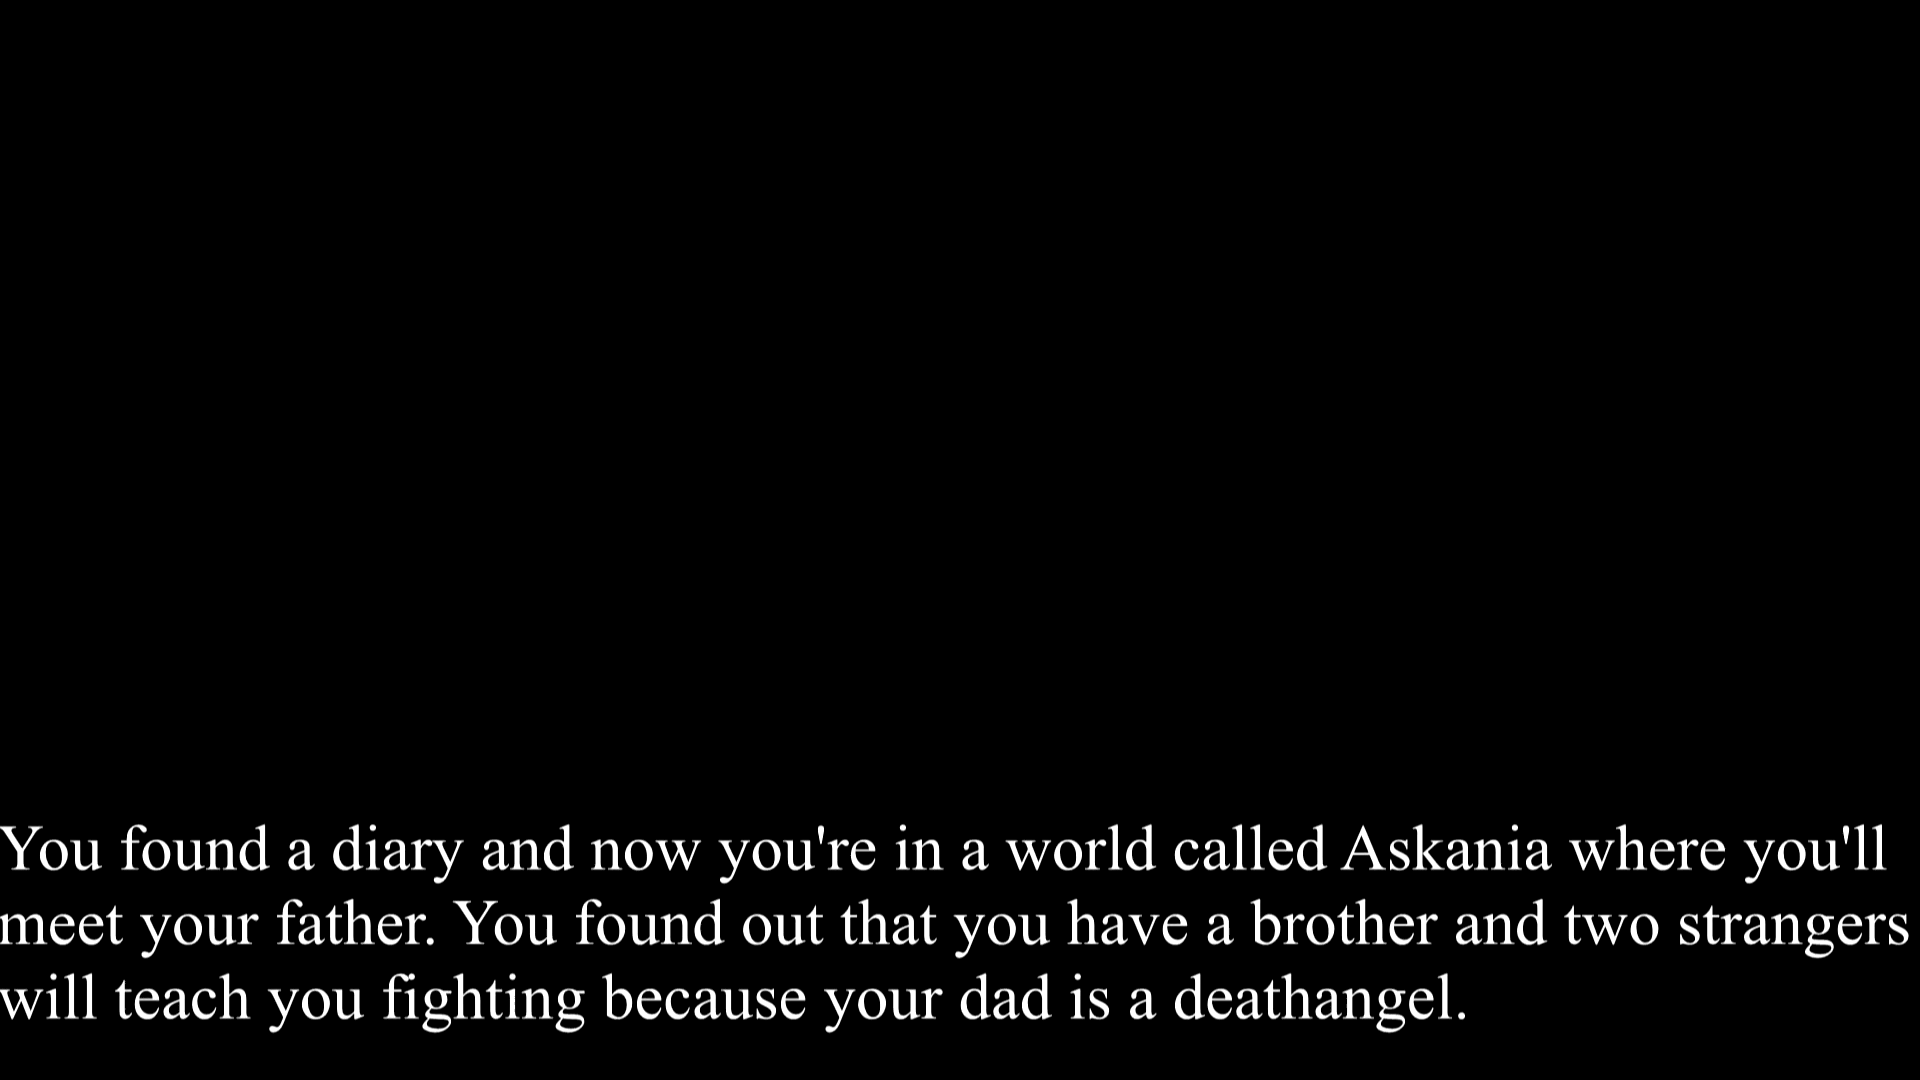 You found a diary and now you're in a world called Askania where you'll
meet your father. You found out that you have a brother and two strangers
will teach you fighting because your dad is a deathangel.